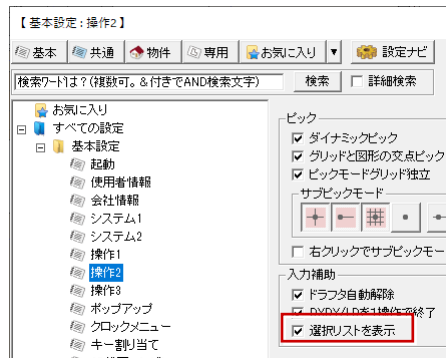 【 基本設定 : 操作2 】
基本 共通 物件 専用 お気に入り ▼ 設定ナビ
検索ワードは？(複数可。&付きでAND検索文字) 検索 詳細検索
お気に入り
すべての設定
基本設定
起動
使用者情報
会社情報
システム1
システム2
操作1
操作2
操作3
ポップアップ
クロックメニュー
キー割り当て
ピック
ダイナミックピック
グリッドと図形の交点ピック
ピックモードグリッド独立
サブピックモード
右クリックでサブピックモー
入力補助
ドラフタ自動解除
選択リストを表示